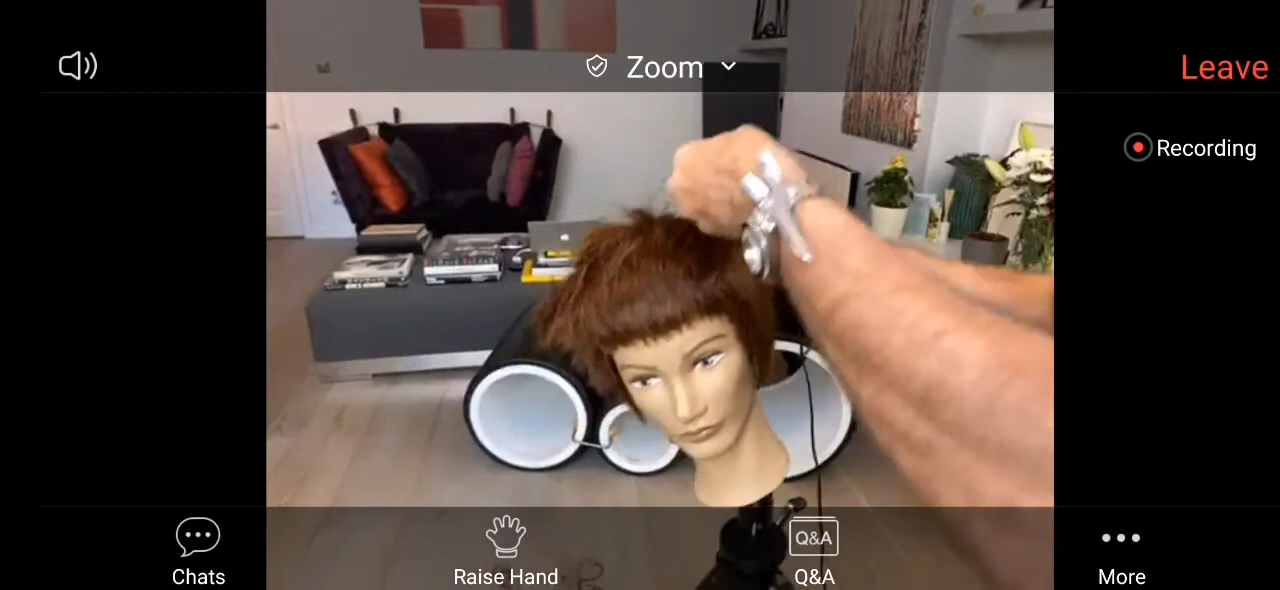 Zoom
Leave
Recording
Chats
Raise Hand
Q&A
Q&A
More